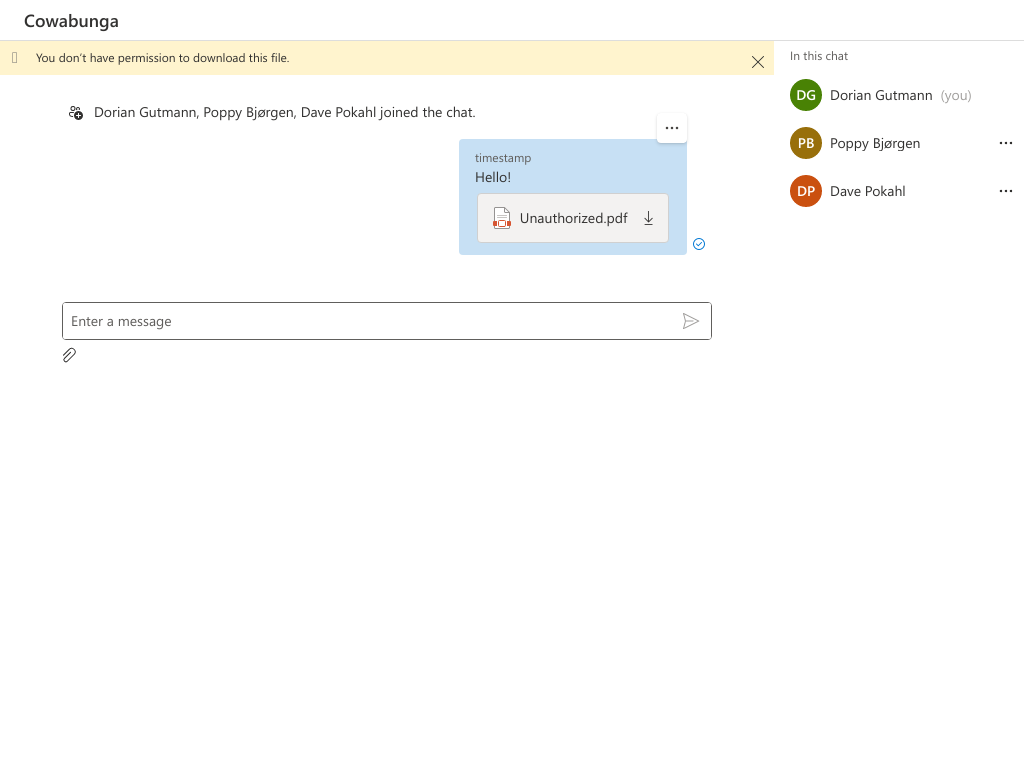 Cowabunga
You don’t have permission to download this file.
Dorian Gutmann, Poppy Bjørgen, Dave Pokahl joined the chat.
timestamp
Hello!
Unauthorized.pdf
Enter a message
In this chat
DG Dorian Gutmann (you)
PB Poppy Bjørgen
DP Dave Pokahl